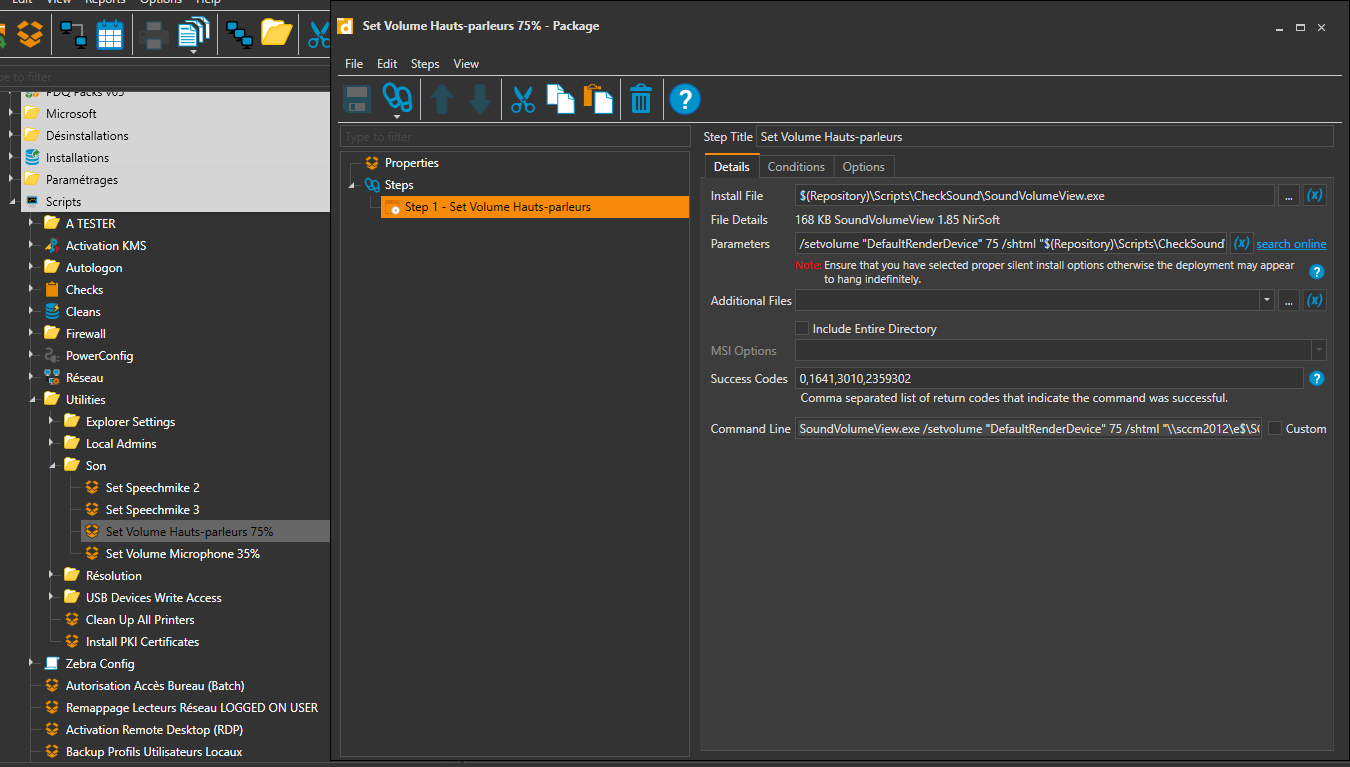 Edit View Reports Options Help
Type to filter
PDQ Packs v05
Microsoft
Désinstallations
Installations
Paramétrages
Scripts
A TESTER
Activation KMS
Autologon
Checks
Cleans
Firewall
PowerConfig
Réseau
Utilities
Explorer Settings
Local Admins
Son
Set Speechmike 2
Set Speechmike 3
Set Volume Hauts-parleurs 75%
Set Volume Microphone 35%
Résolution
USB Devices Write Access
Clean Up All Printers
Install PKI Certificates
Zebra Config
Autorisation Accès Bureau (Batch)
Remappage Lecteurs Réseau LOGGED ON USER
Activation Remote Desktop (RDP)
Backup Profils Utilisateurs Locaux
Set Volume Hauts-parleurs 75% - Package
File Edit Steps View
Type to filter
Properties
Steps
Step 1 - Set Volume Hauts-parleurs
Step Title Set Volume Hauts-parleurs
Details Conditions Options
Install File $(Repository)\Scripts\CheckSound\SoundVolumeView.exe ... (x)
File Details 168 KB SoundVolumeView 1.85 NirSoft
Parameters /setvolume "DefaultRenderDevice" 75 /shtml "$(Repository)\Scripts\CheckSound (x) search online
Note: Ensure that you have selected proper silent install options otherwise the deployment may appear
to hang indefinitely.
Additional Files ... (x)
Include Entire Directory
MSI Options
Success Codes 0,1641,3010,2359302
Comma separated list of return codes that indicate the command was successful.
Command Line SoundVolumeView.exe /setvolume "DefaultRenderDevice" 75 /shtml "\\sccm2012\e$\SC Custom